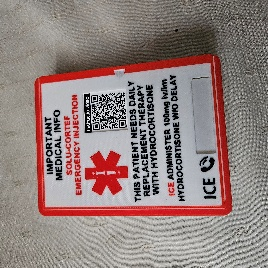 IMPORTANT
MEDICAL INFO
SOLU-CORTEF
EMERGENCY INJECTION
THIS PATIENT NEEDS DAILY
REPLACEMENT THERAPY
WITH HYDROCORTISONE
ICE ADMINISTER 100mg iv/im
HYDROCORTISONE W/O DELAY
ICE